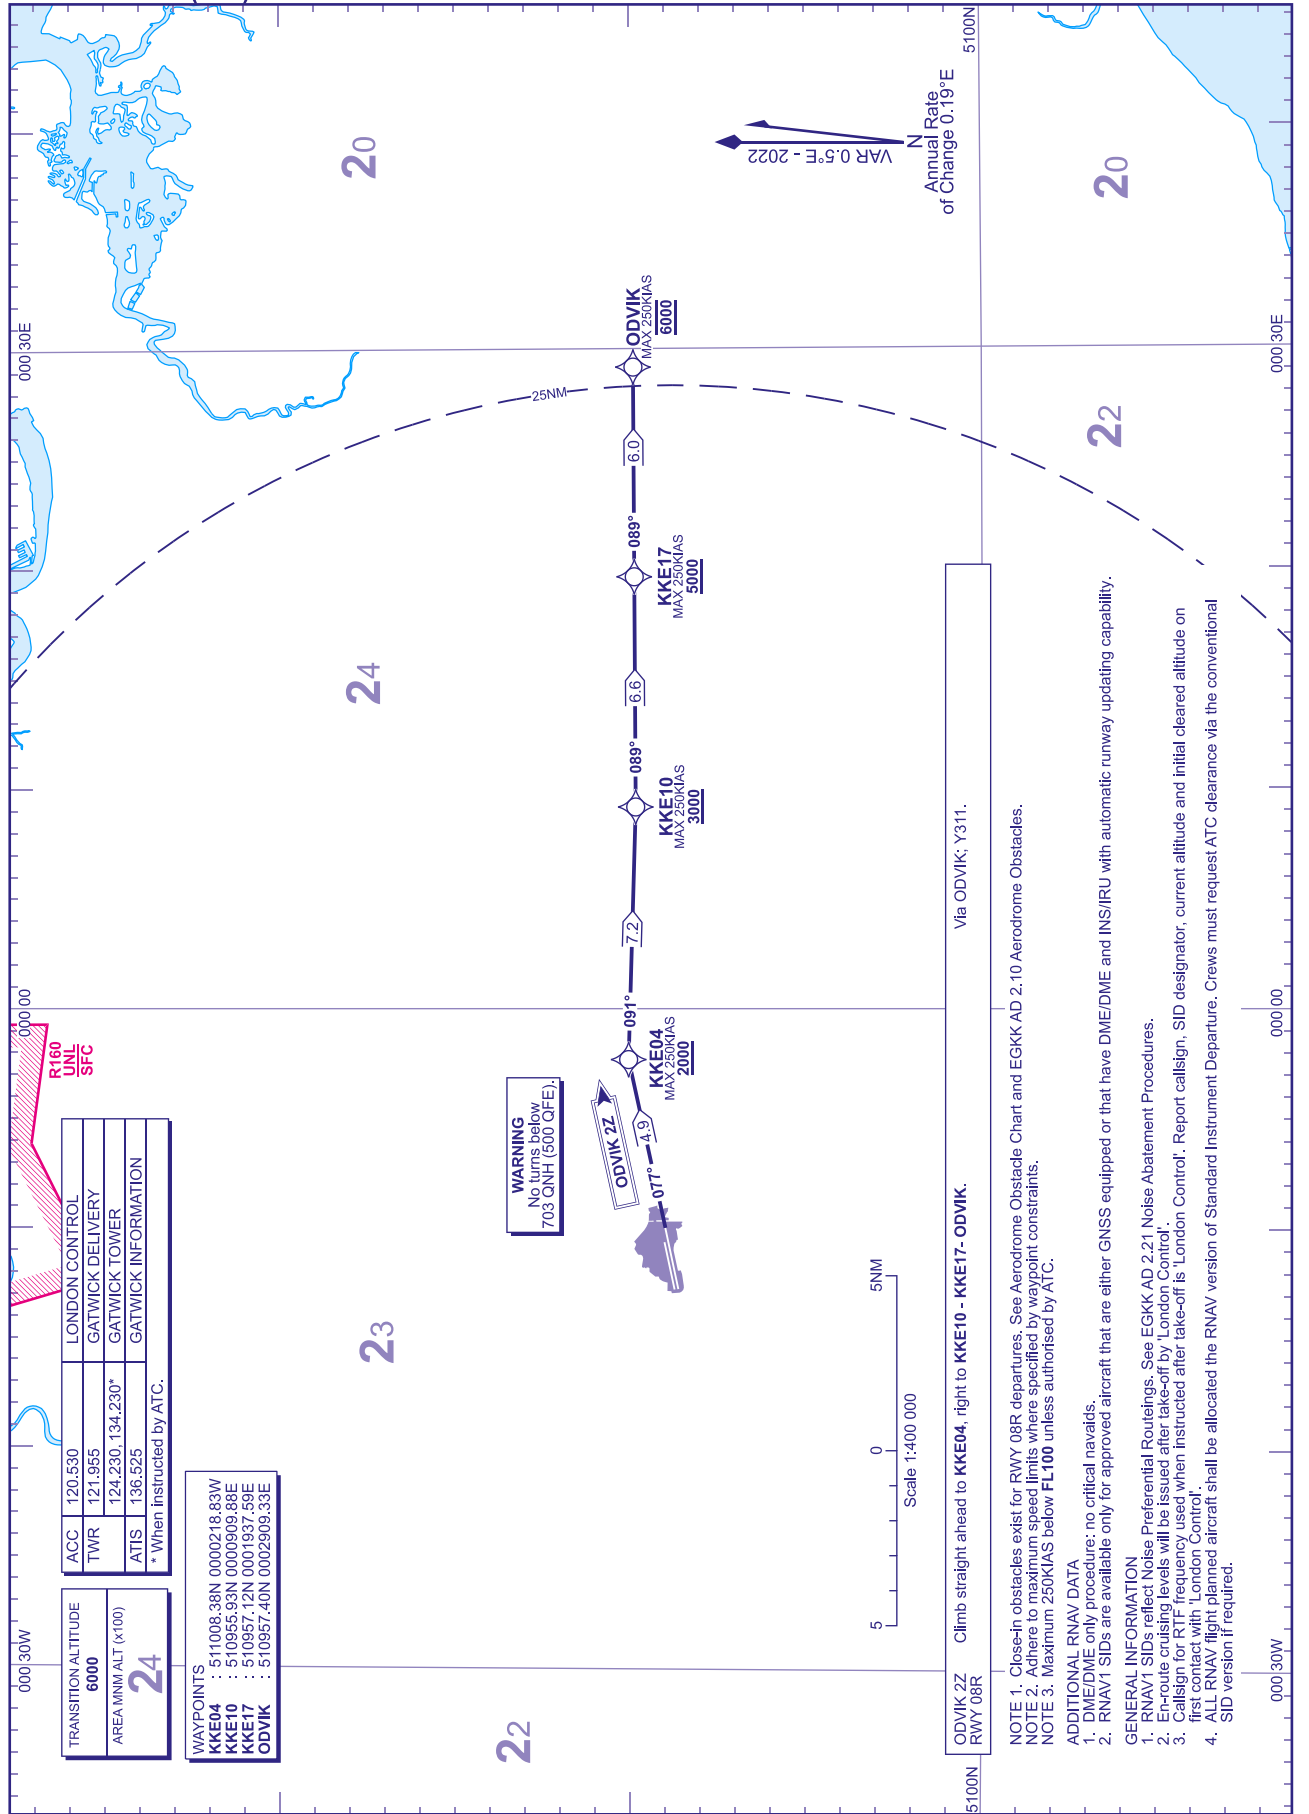 000 30W
000 00
000 30E
TRANSITION ALTITUDE
6000
AREA MNM ALT (x100)
24
ACC 120.530 LONDON CONTROL
TWR 121.955 GATWICK DELIVERY
124.230, 134.230* GATWICK TOWER
ATIS 136.525 GATWICK INFORMATION
* When instructed by ATC.
R160
UNL
SFC
WAYPOINTS
KKE04 : 511008.38N 0000218.83W
KKE10 : 510955.93N 0000909.88E
KKE17 : 510957.12N 0001937.59E
ODVIK : 510957.40N 0002909.33E
22
23
24
20
25NM
WARNING
No turns below
703 QNH (500 QFE).
ODVIK 2Z
077°
4.9
KKE04
MAX 250KIAS
2000
091°
7.2
KKE10
MAX 250KIAS
3000
089°
6.6
KKE17
MAX 250KIAS
5000
089°
6.0
ODVIK
MAX 250KIAS
6000
VAR 0.5°E - 2022
N
Annual Rate
of Change 0.19°E
5 0 5NM
Scale 1:400 000
5100N
5100N
22
20
ODVIK 2Z Climb straight ahead to KKE04, right to KKE10 - KKE17- ODVIK. Via ODVIK; Y311.
RWY 08R
NOTE 1. Close-in obstacles exist for RWY 08R departures. See Aerodrome Obstacle Chart and EGKK AD 2.10 Aerodrome Obstacles.
NOTE 2. Adhere to maximum speed limits where specified by waypoint constraints.
NOTE 3. Maximum 250KIAS below FL100 unless authorised by ATC.
ADDITIONAL RNAV DATA
1. DME/DME only procedure: no critical navaids.
2. RNAV1 SIDs are available only for approved aircraft that are either GNSS equipped or that have DME/DME and INS/IRU with automatic runway updating capability.
GENERAL INFORMATION
1. RNAV1 SIDs reflect Noise Preferential Routeings. See EGKK AD 2.21 Noise Abatement Procedures.
2. En-route cruising levels will be issued after take-off by 'London Control'.
3. Callsign for RTF frequency used when instructed after take-off is 'London Control'. Report callsign, SID designator, current altitude and initial cleared altitude on
first contact with 'London Control'.
4. ALL RNAV flight planned aircraft shall be allocated the RNAV version of Standard Instrument Departure. Crews must request ATC clearance via the conventional
SID version if required.
000 30W
000 00
000 30E